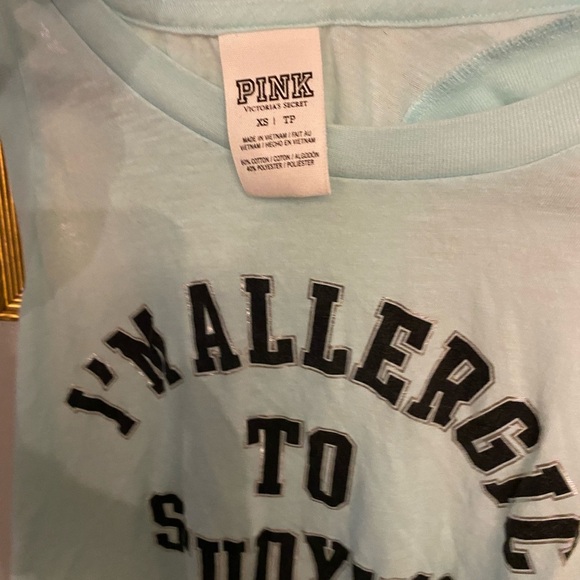 PINK
VICTORIA'S SECRET
XS | TP
MADE IN VIETNAM / FAIT AU
VIETNAM / HECHO EN VIETNAM
60% COTTON / COTON / ALGODÓN
40% POLYESTER / POLIÉSTER
I'M ALLERGIC
TO